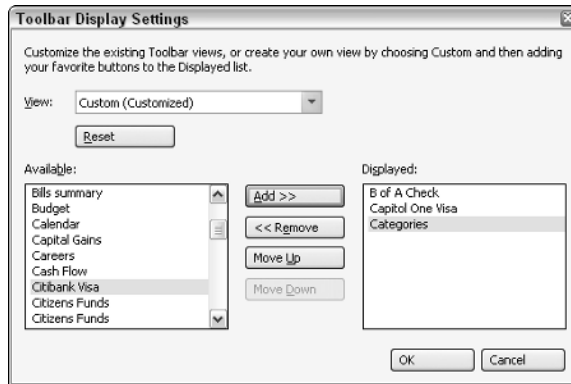 Toolbar Display Settings
Customize the existing Toolbar views, or create your own view by choosing Custom and then adding
your favorite buttons to the Displayed list.
View: Custom (Customized)
Reset
Available:
Bills summary
Budget
Calendar
Capital Gains
Careers
Cash Flow
Citibank Visa
Citizens Funds
Citizens Funds
Add >>
<< Remove
Move Up
Move Down
Displayed:
B of A Check
Capitol One Visa
Categories
OK
Cancel